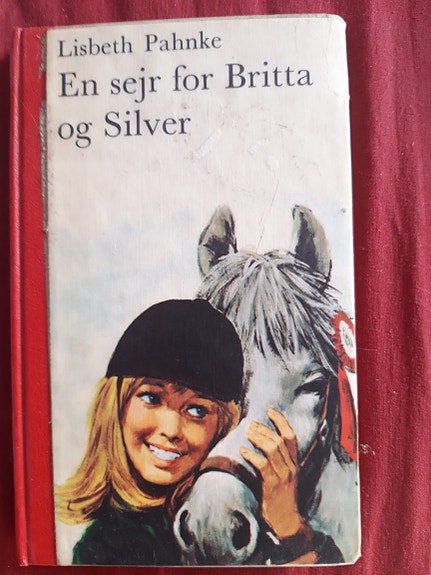 Lisbeth Pahnke
En sejr for Britta
og Silver